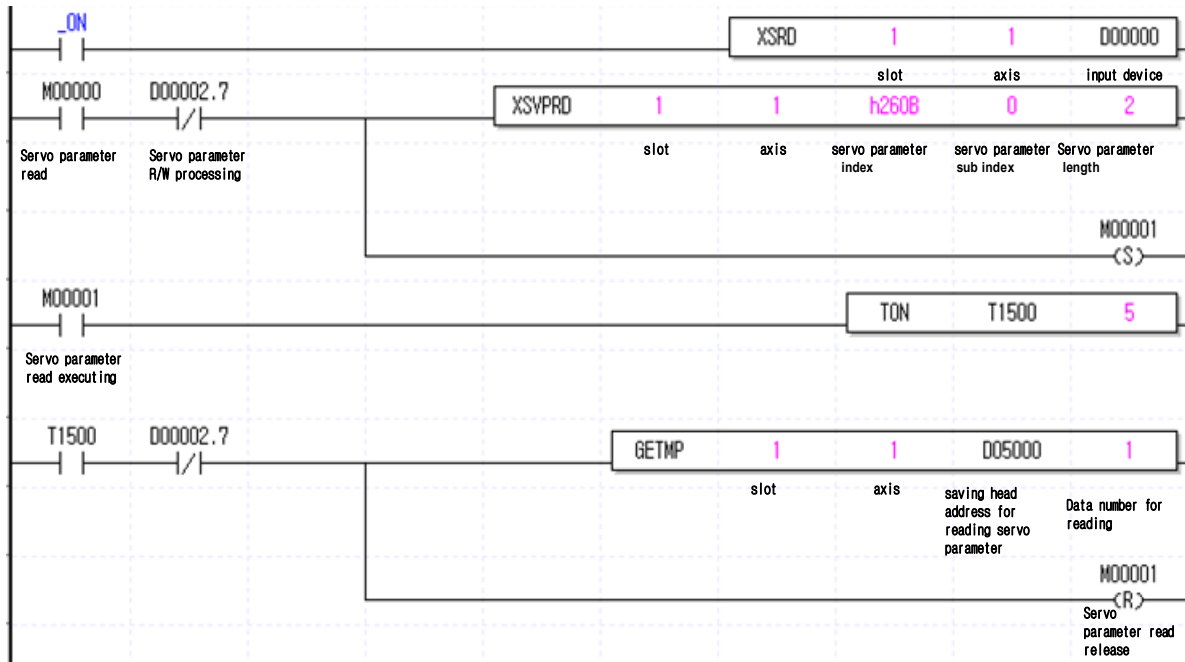 _ON
XSRD 1 1 D00000
slot axis input device
M00000 D00002.7
XSVPRD 1 1 h260B 0 2
Servo parameter read
Servo parameter R/W processing
slot axis servo parameter index servo parameter sub index Servo parameter length
M00001
(S)
M00001
TON T1500 5
Servo parameter
read executing
T1500 D00002.7
GETMP 1 1 D05000 1
slot axis saving head address for reading servo parameter Data number for reading
M00001
(R)
Servo
parameter read
release